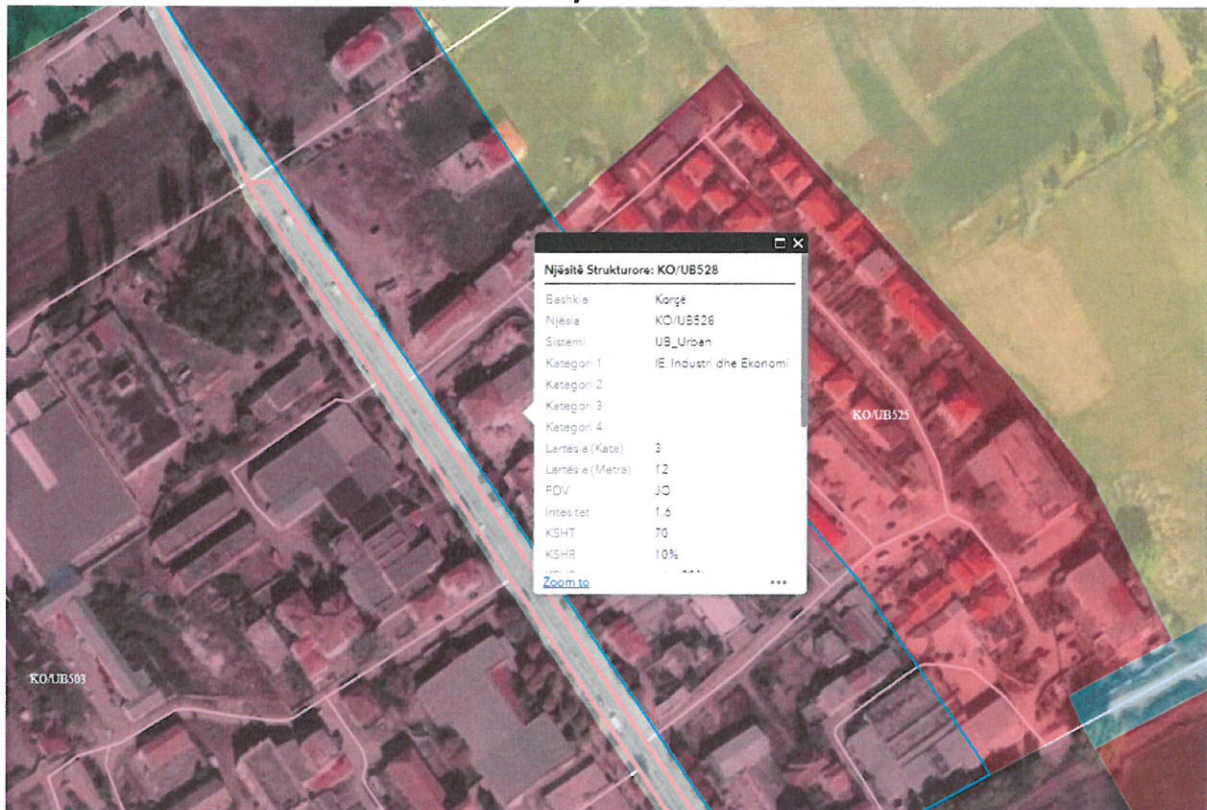 Njësitë Strukturore: KO/UB528
Bashkia Korçë
Njësia KO/UB528
Sistemi UB_Urban
Kategori 1 IE. Industri dhe Ekonomi
Kategori 2
Kategori 3
Kategori 4
Lartësia (Kate) 3
Lartësia (Metra) 12
PDV JO
Intesitet 1.6
KSHT 70
KSHR 10%
Zoom to
KO/UB525
KO/UB503